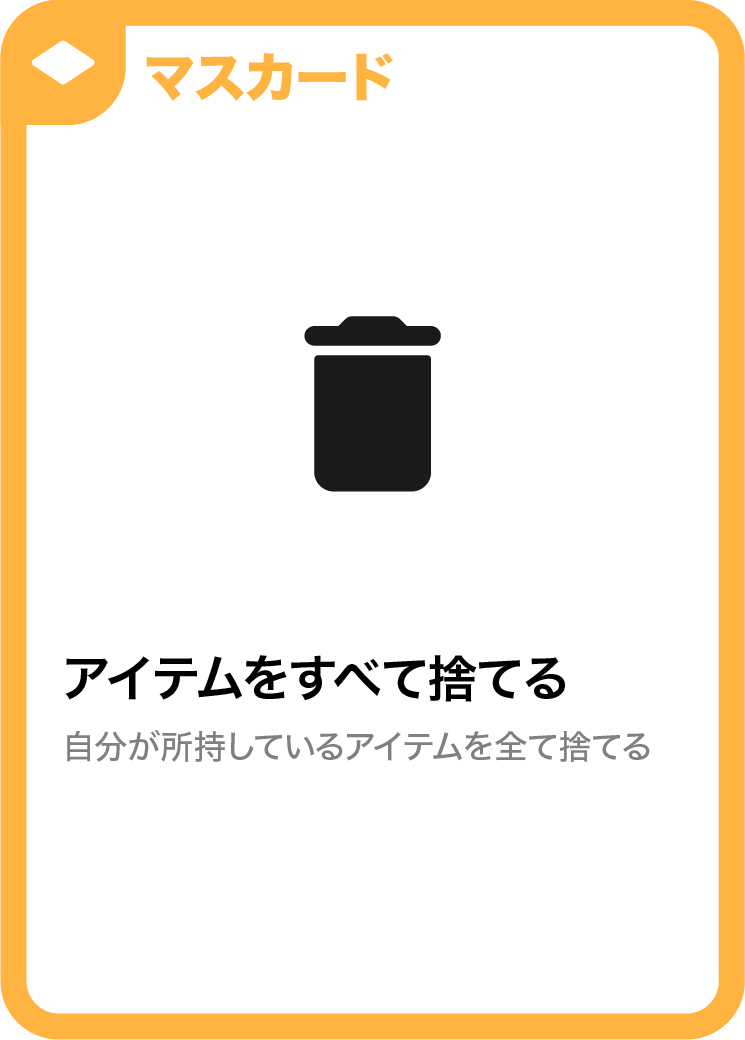 マスカード
アイテムをすべて捨てる
自分が所持しているアイテムを全て捨てる